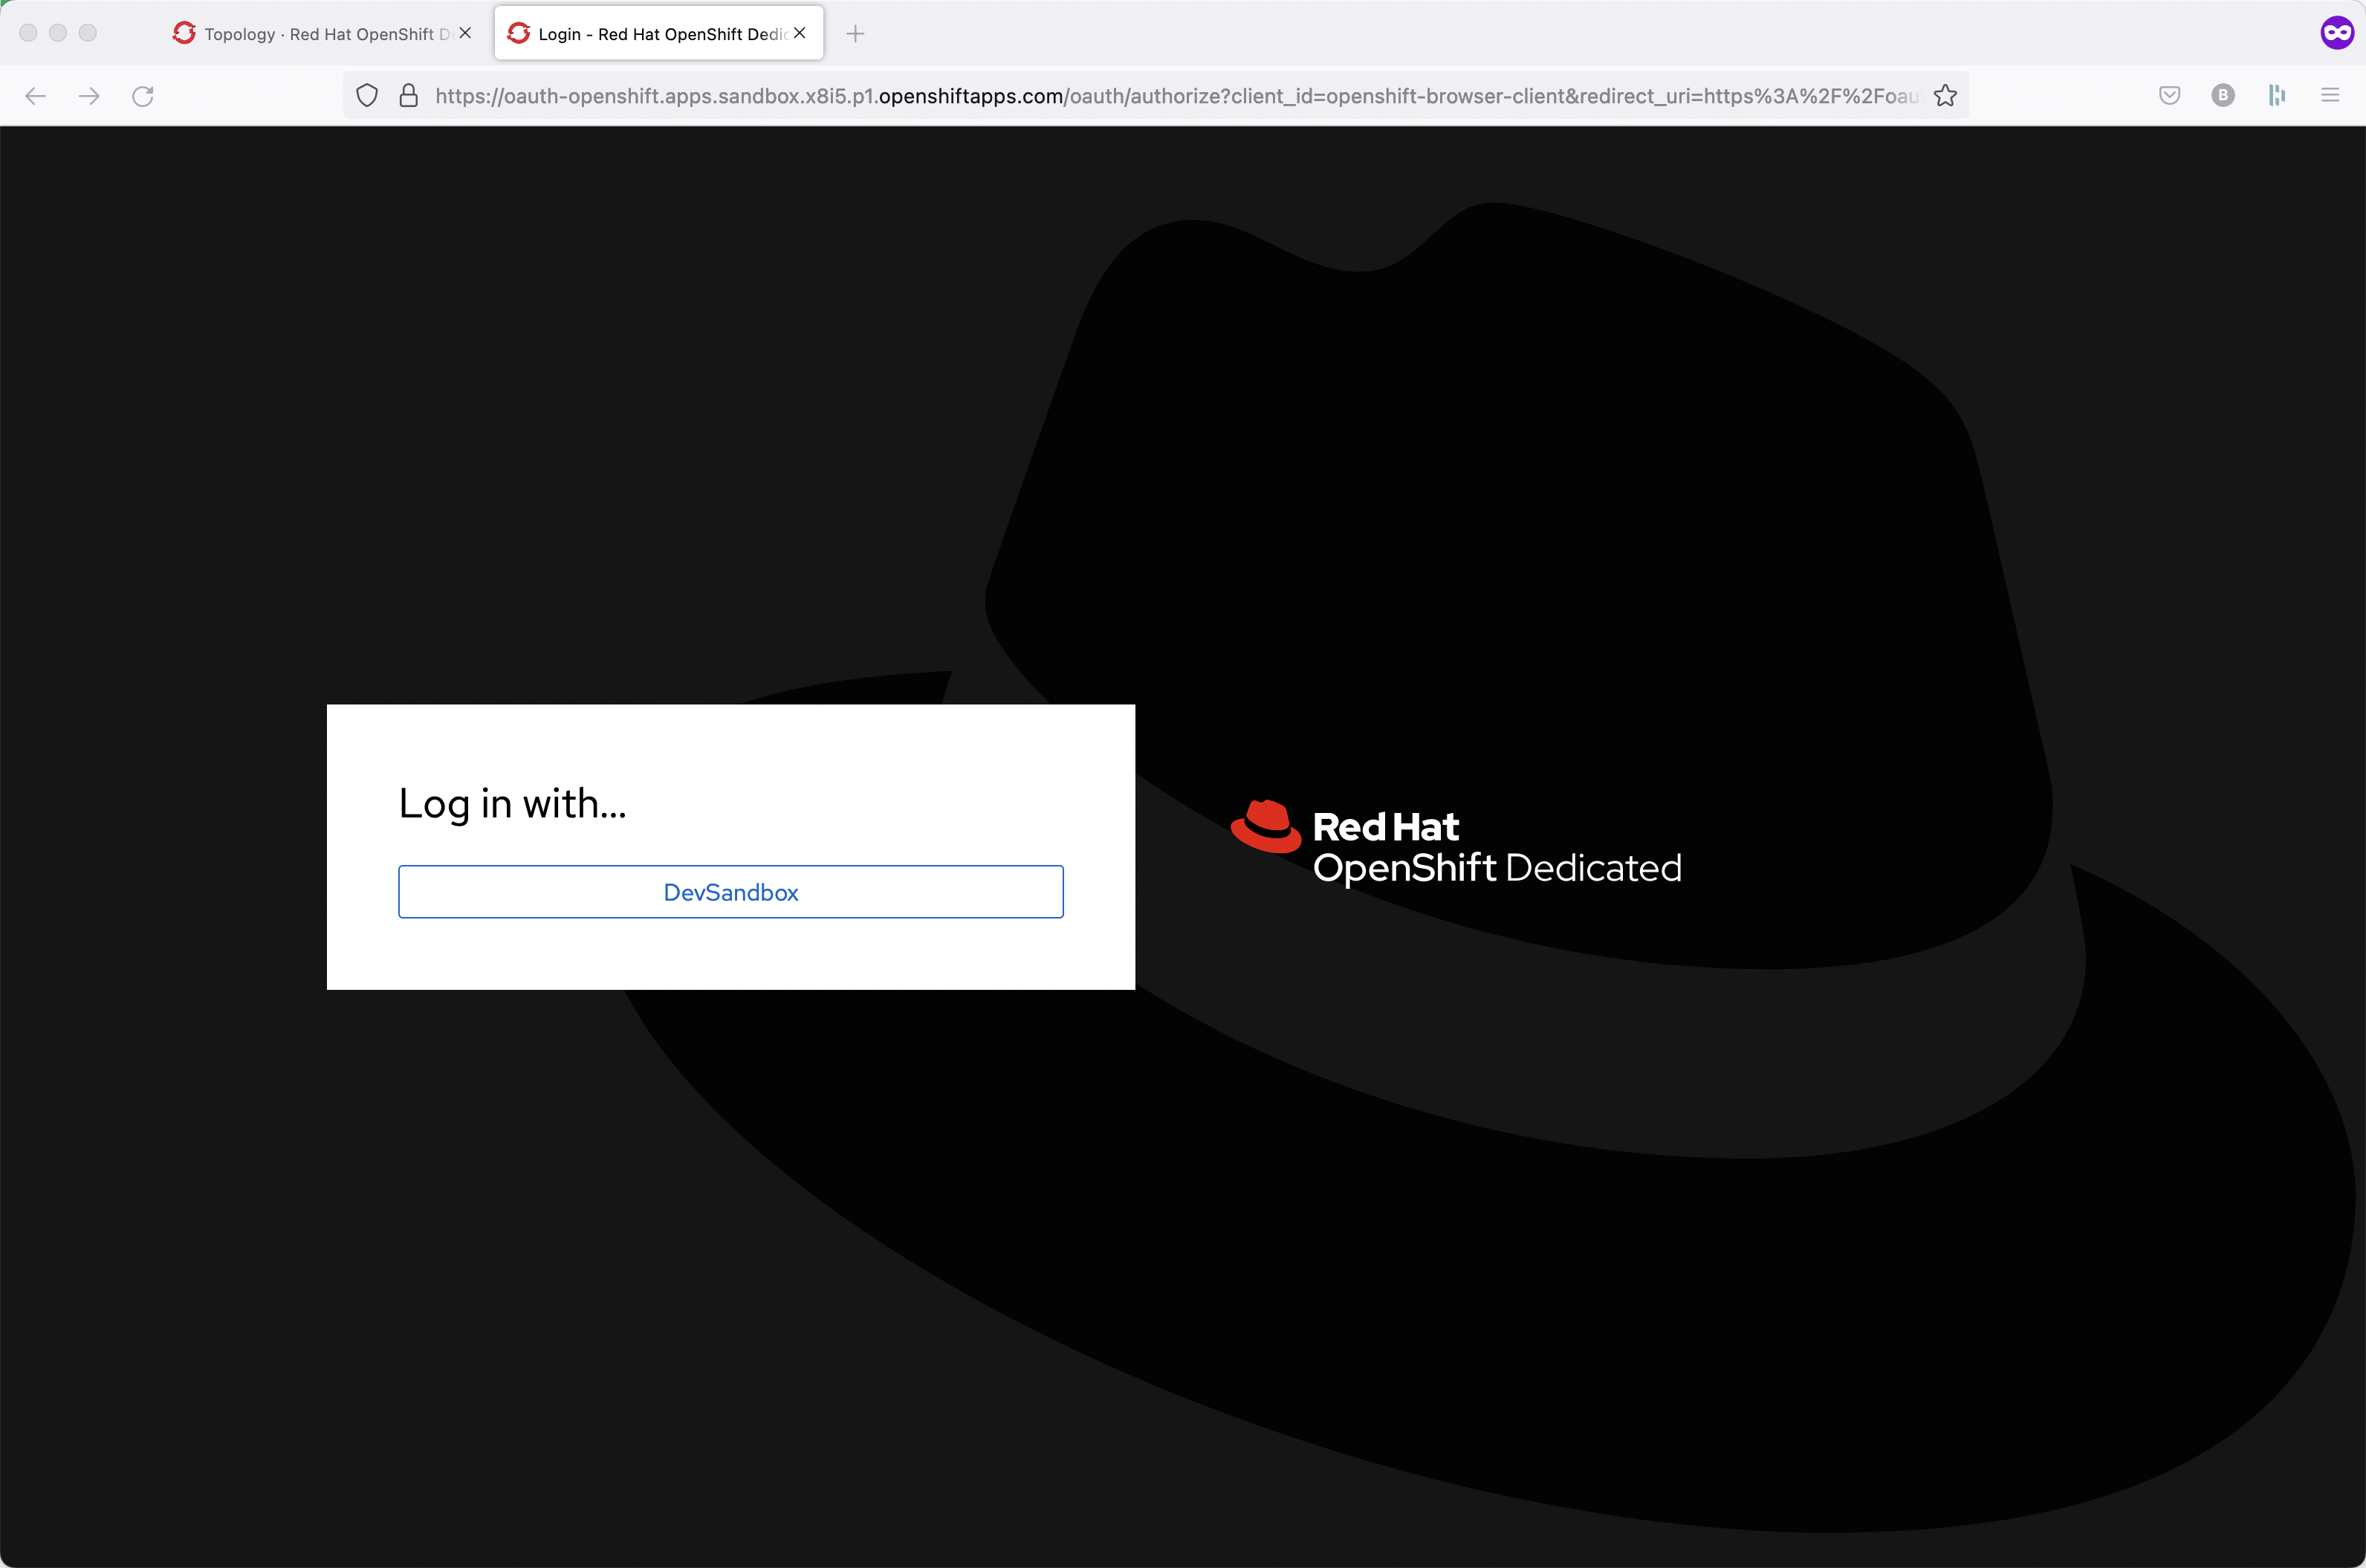 Topology · Red Hat OpenShift D
Login - Red Hat OpenShift Dedic
https://oauth-openshift.apps.sandbox.x8i5.p1.openshiftapps.com/oauth/authorize?client_id=openshift-browser-client&redirect_uri=https%3A%2F%2Foau
B
Log in with...
DevSandbox
Red Hat
OpenShift Dedicated